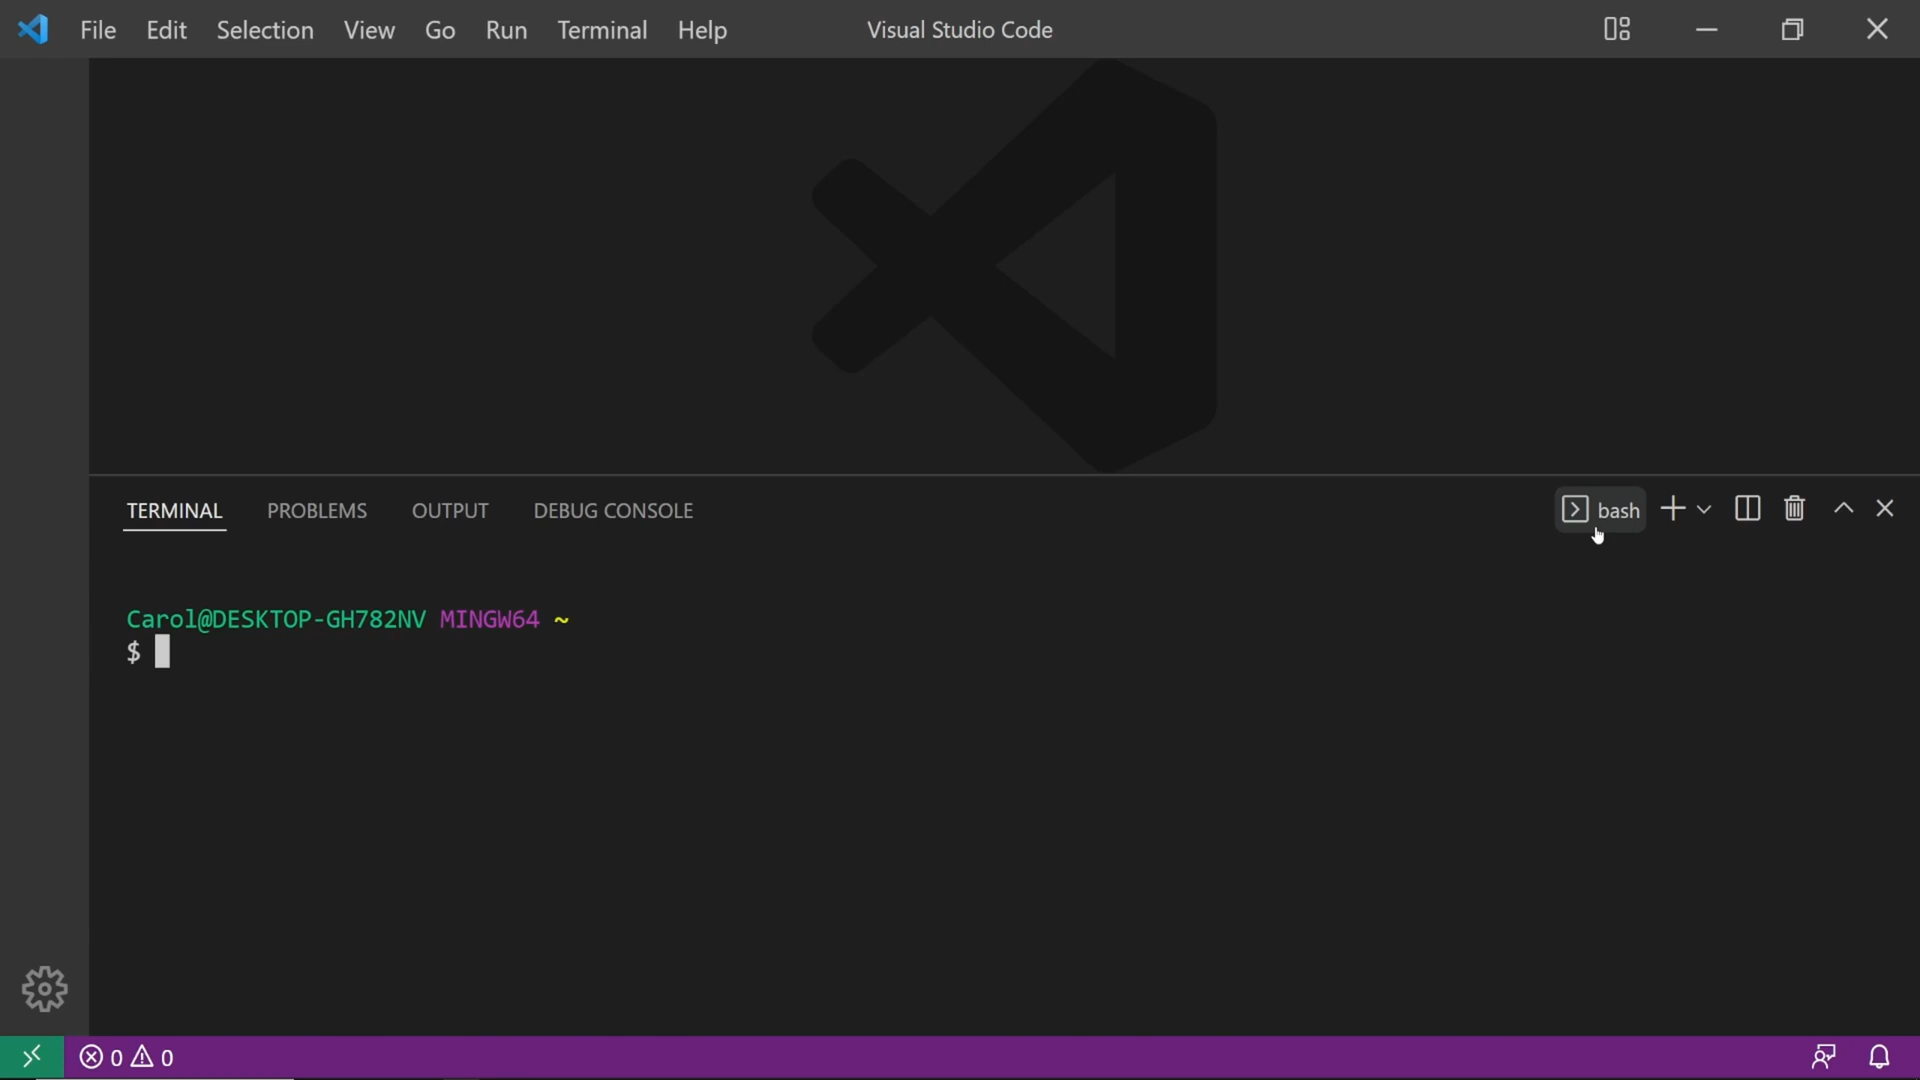 File Edit Selection View Go Run Terminal Help Visual Studio Code
TERMINAL PROBLEMS OUTPUT DEBUG CONSOLE bash
Carol@DESKTOP-GH782NV MINGW64 ~
$
0 0